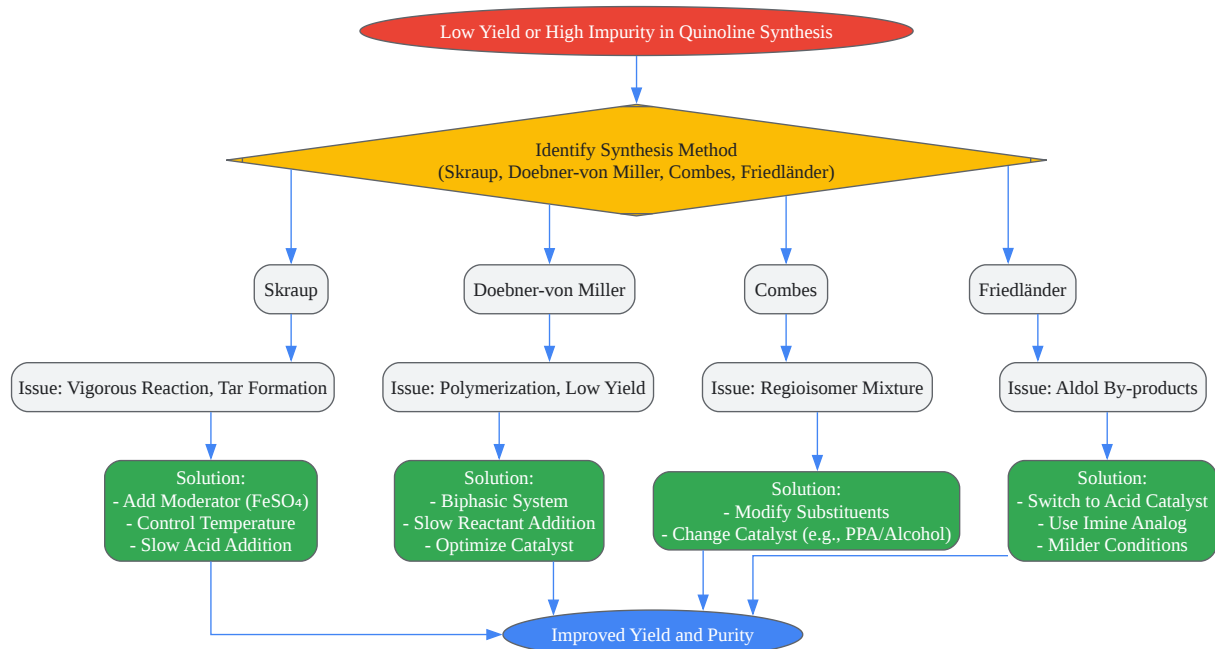 Low Yield or High Impurity in Quinoline Synthesis
Identify Synthesis Method
(Skraup, Doebner-von Miller, Combes, Friedländer)
Skraup
Doebner-von Miller
Combes
Friedländer
Issue: Vigorous Reaction, Tar Formation
Issue: Polymerization, Low Yield
Issue: Regioisomer Mixture
Issue: Aldol By-products
Solution:
- Add Moderator (FeSO₄)
- Control Temperature
- Slow Acid Addition
Solution:
- Biphasic System
- Slow Reactant Addition
- Optimize Catalyst
Solution:
- Modify Substituents
- Change Catalyst (e.g., PPA/Alcohol)
Solution:
- Switch to Acid Catalyst
- Use Imine Analog
- Milder Conditions
Improved Yield and Purity